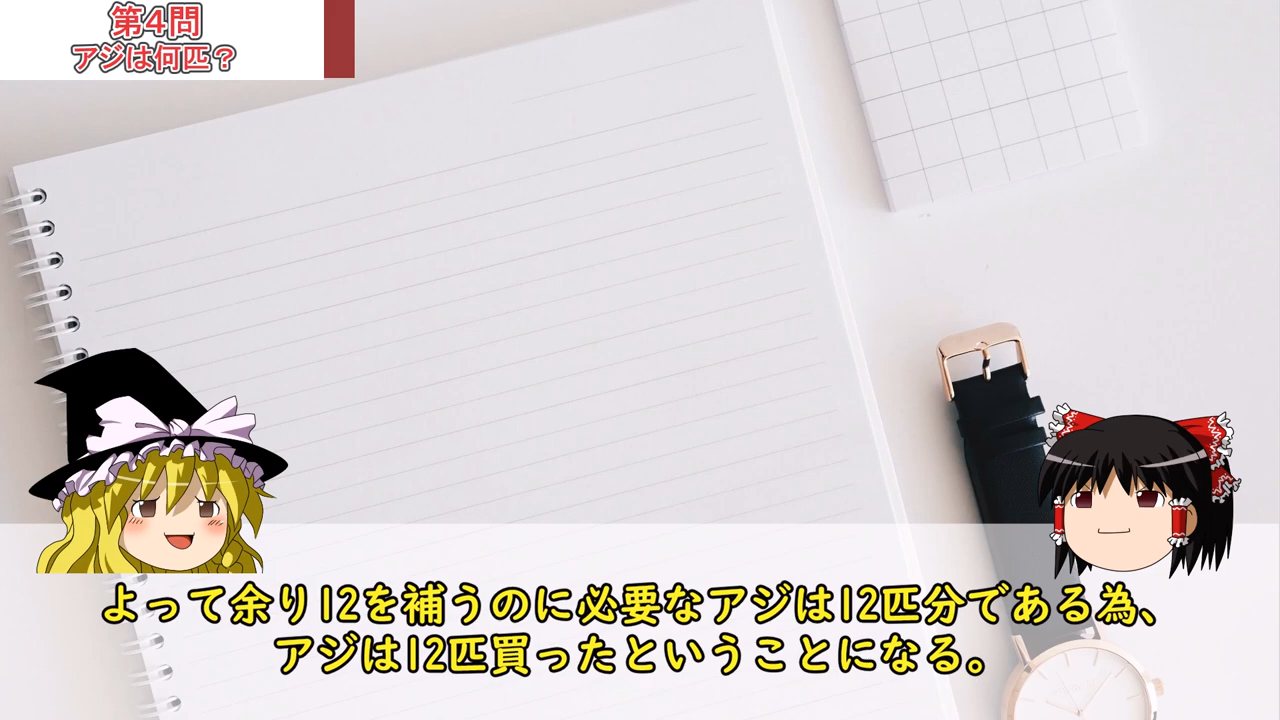 第4問
アジは何匹？
よって余り12を補うのに必要なアジは12匹分である為、
アジは12匹買ったということになる。